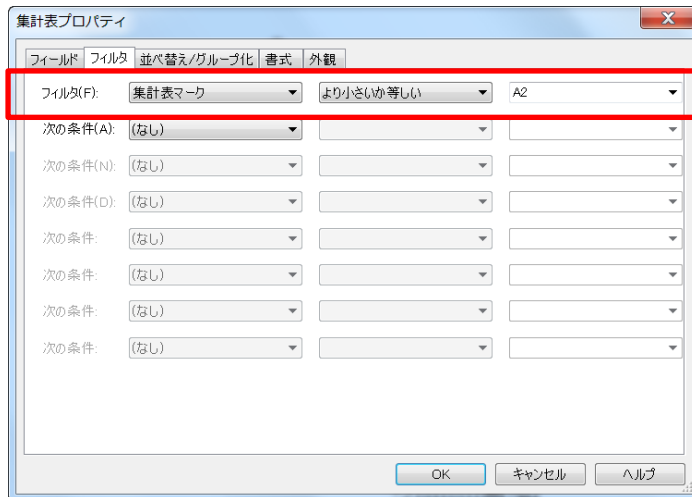 集計表プロパティ
フィールド フィルタ 並べ替え/グループ化 書式 外観
フィルタ(F): 集計表マーク より小さいか等しい A2
次の条件(A): (なし)
次の条件(N): (なし)
次の条件(D): (なし)
次の条件: (なし)
次の条件: (なし)
次の条件: (なし)
次の条件: (なし)
OK キャンセル ヘルプ